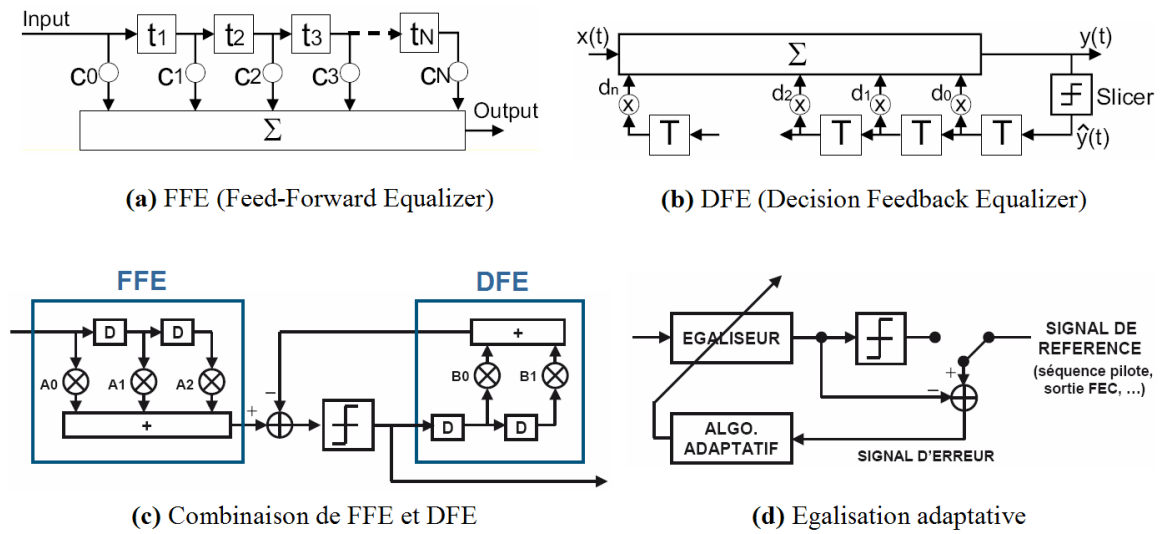 Input
t1 t2 t3 tN
C0 C1 C2 C3 CN
Output
Σ
(a) FFE (Feed-Forward Equalizer)
x(t) Σ y(t)
dn d2 d1 d0
x x x x
Slicer
T T T T ŷ(t)
(b) DFE (Decision Feedback Equalizer)
FFE
D D
A0 A1 A2
+
+
−
DFE
+
B0 B1
D D
(c) Combinaison de FFE et DFE
EGALISEUR
SIGNAL DE
REFERENCE
(séquence pilote,
sortie FEC, ...)
+
−
ALGO.
ADAPTATIF
SIGNAL D'ERREUR
(d) Egalisation adaptative